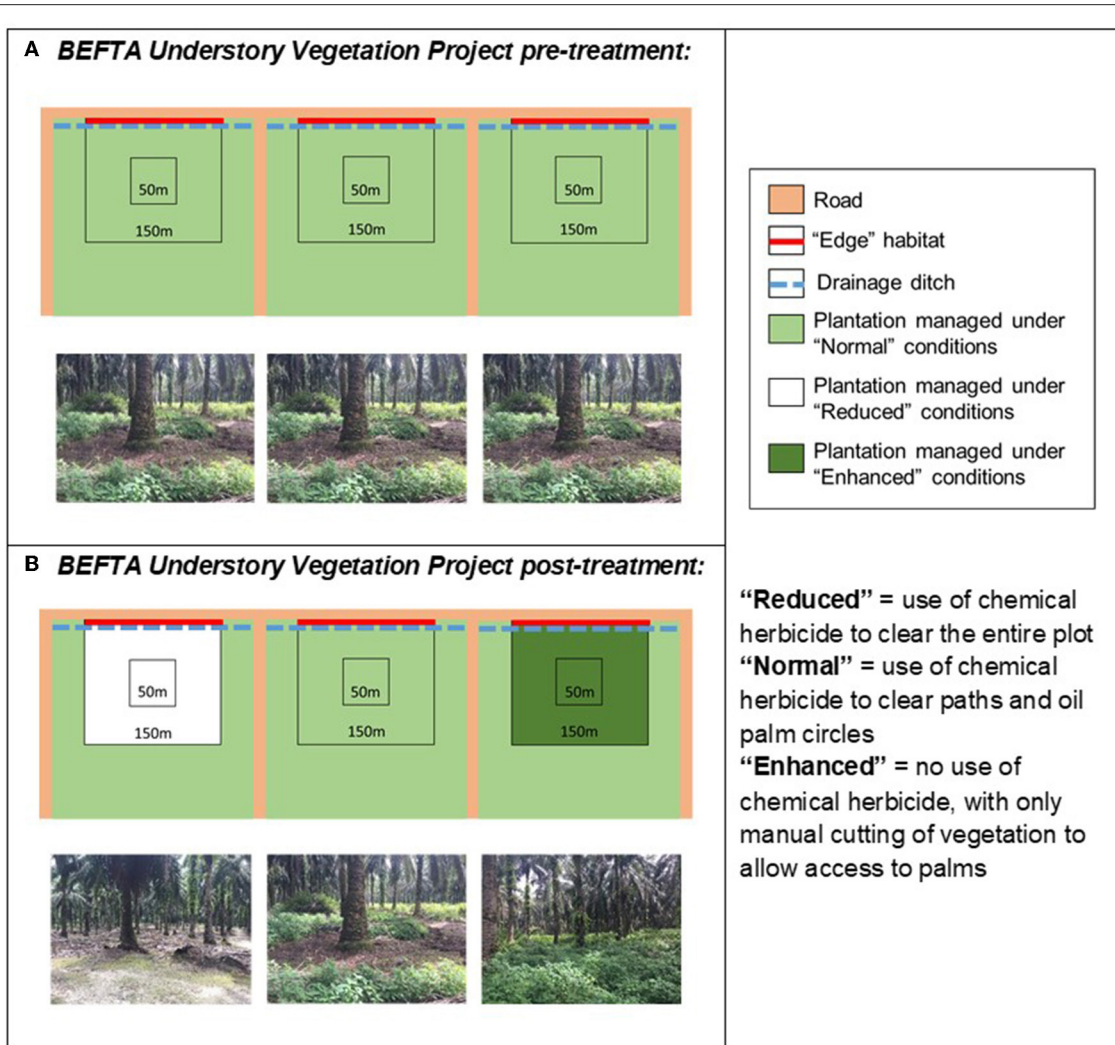 A BEFTA Understory Vegetation Project pre-treatment:
50m
50m
50m
150m
150m
150m
Road
“Edge” habitat
Drainage ditch
Plantation managed under
“Normal” conditions
Plantation managed under
“Reduced” conditions
Plantation managed under
“Enhanced” conditions
B BEFTA Understory Vegetation Project post-treatment:
50m
50m
50m
150m
150m
150m
“Reduced” = use of chemical
herbicide to clear the entire plot
“Normal” = use of chemical
herbicide to clear paths and oil
palm circles
“Enhanced” = no use of
chemical herbicide, with only
manual cutting of vegetation to
allow access to palms